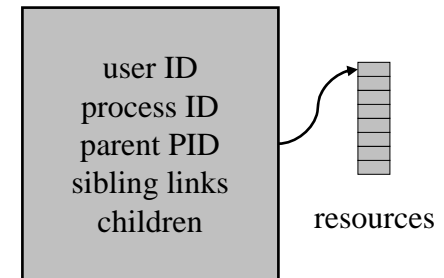 user ID
process ID
parent PID
sibling links
children
resources